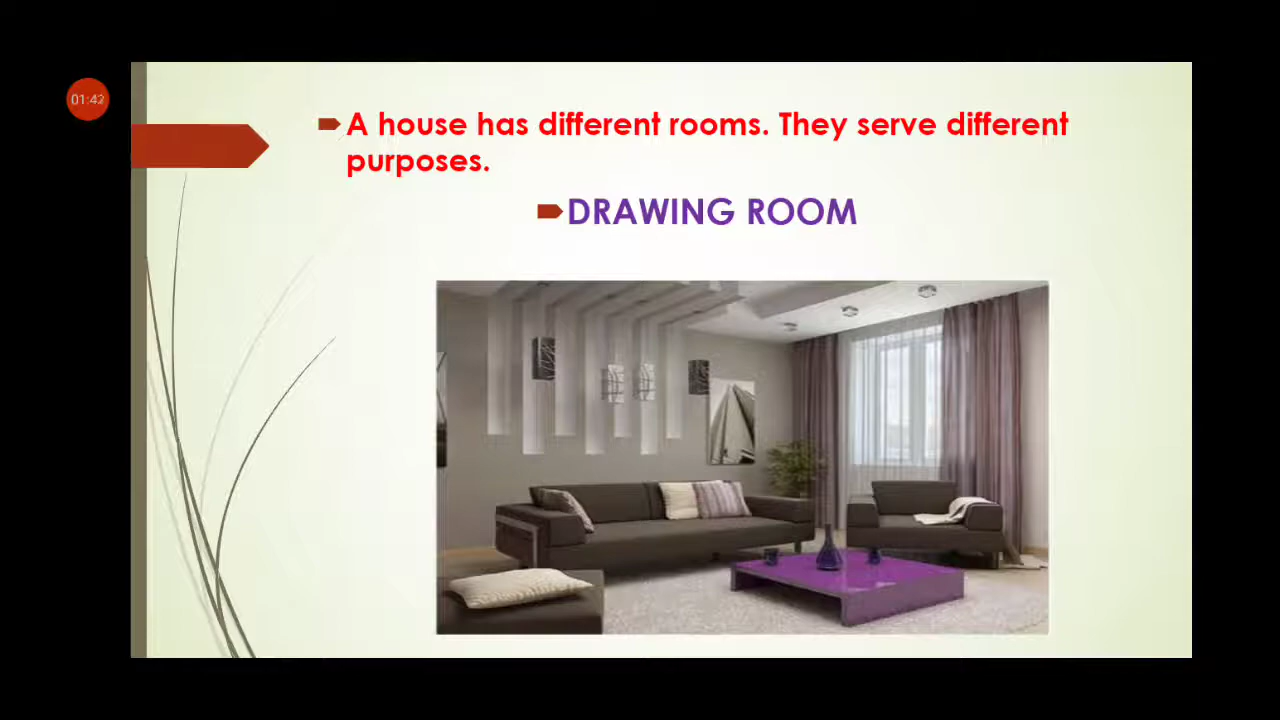 01:42
A house has different rooms. They serve different
purposes.
DRAWING ROOM